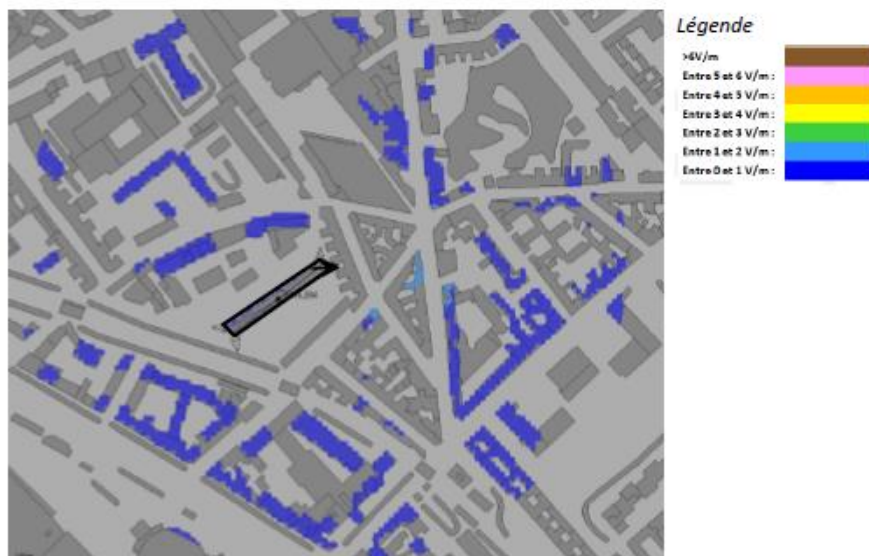 Légende
>6V/m
Entre 5 et 6 V/m :
Entre 4 et 5 V/m :
Entre 3 et 4 V/m :
Entre 2 et 3 V/m :
Entre 1 et 2 V/m :
Entre 0 et 1 V/m :